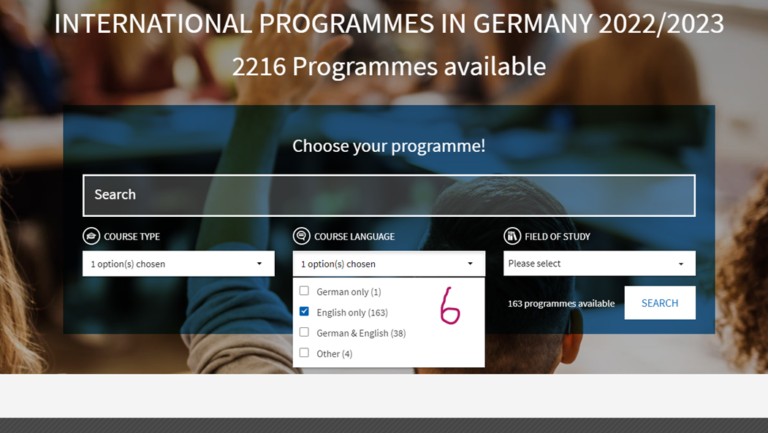 INTERNATIONAL PROGRAMMES IN GERMANY 2022/2023
2216 Programmes available
Choose your programme!
Search
COURSE TYPE
1 option(s) chosen
COURSE LANGUAGE
1 option(s) chosen
German only (1)
English only (163)
German & English (38)
Other (4)
6
FIELD OF STUDY
Please select
163 programmes available
SEARCH